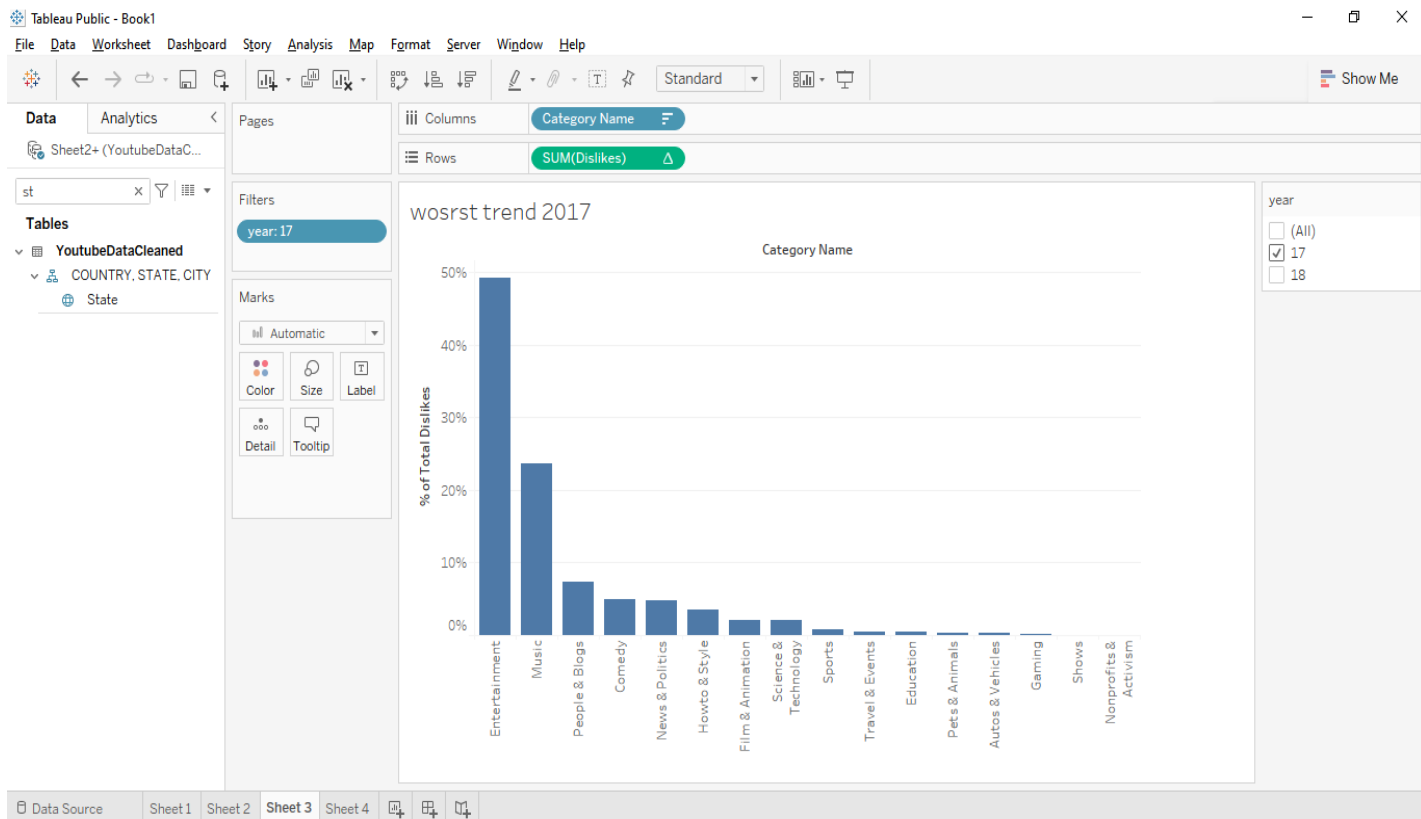 Tableau Public - Book1
File Data Worksheet Dashboard Story Analysis Map Format Server Window Help
Standard
Show Me
Data Analytics
Sheet2+ (YoutubeDataC...
st
Tables
YoutubeDataCleaned
COUNTRY, STATE, CITY
State
Pages
Filters
year: 17
Marks
Automatic
Color Size Label
Detail Tooltip
Columns Category Name
Rows SUM(Dislikes)
wosrst trend 2017
Category Name
% of Total Dislikes
50%
40%
30%
20%
10%
0%
Entertainment
Music
People & Blogs
Comedy
News & Politics
Howto & Style
Film & Animation
Science &
Technology
Sports
Travel & Events
Education
Pets & Animals
Autos & Vehicles
Gaming
Shows
Nonprofits &
Activism
year
(All)
17
18
Data Source Sheet 1 Sheet 2 Sheet 3 Sheet 4